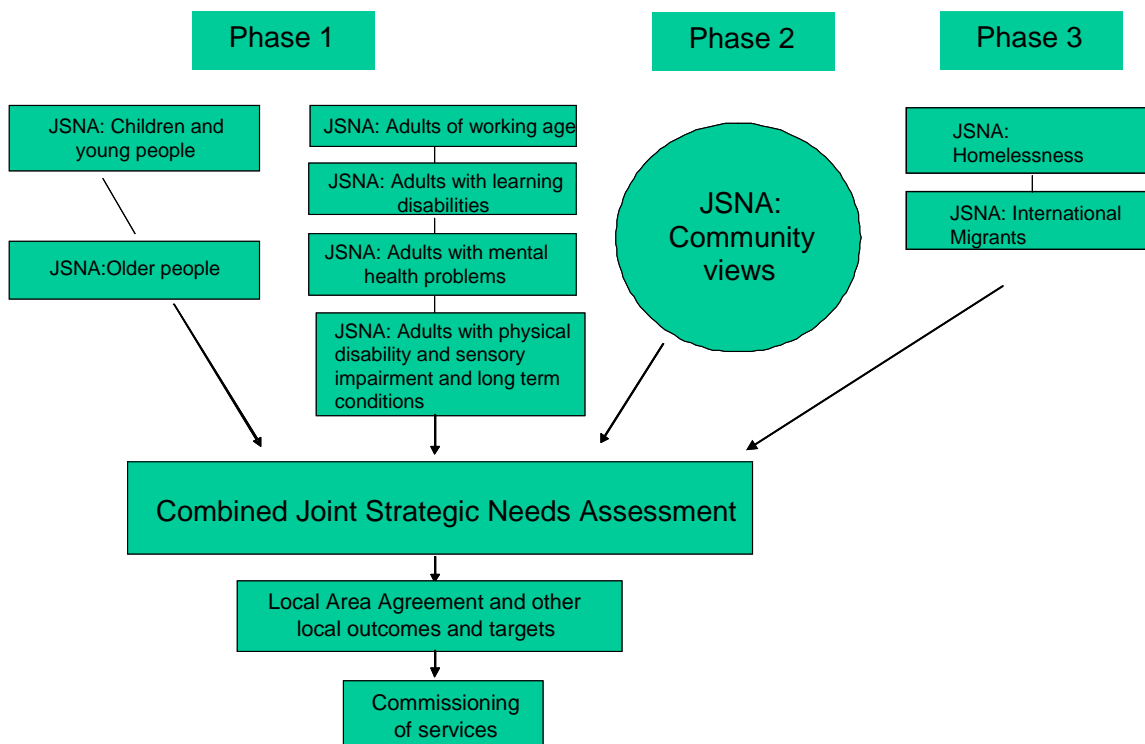 Phase 1
Phase 2
Phase 3
JSNA: Children and
young people
JSNA:Older people
JSNA: Adults of working age
JSNA: Adults with learning
disabilities
JSNA: Adults with mental
health problems
JSNA: Adults with physical
disability and sensory
impairment and long term
conditions
JSNA:
Community
views
JSNA:
Homelessness
JSNA: International
Migrants
Combined Joint Strategic Needs Assessment
Local Area Agreement and other
local outcomes and targets
Commissioning
of services